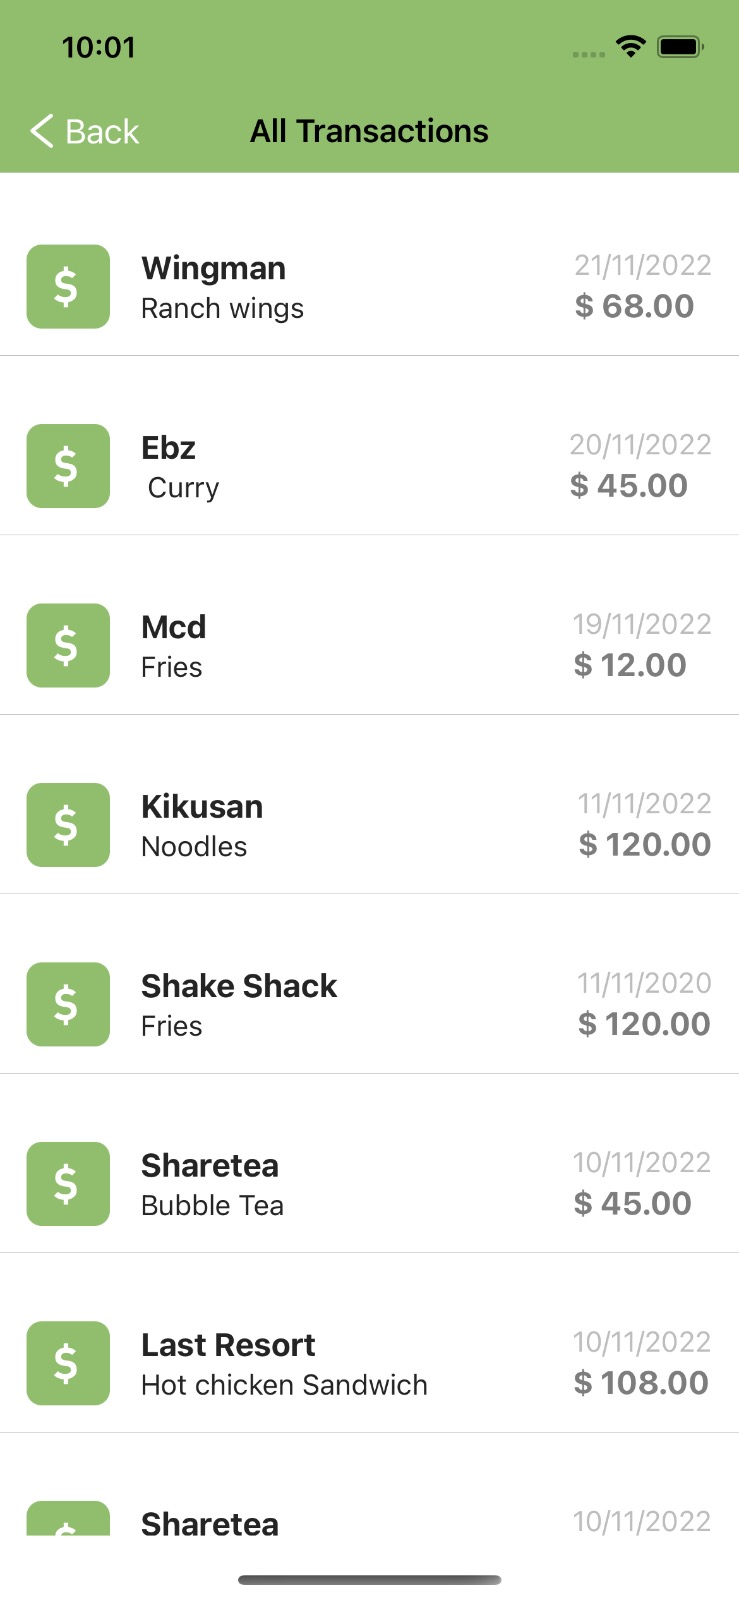 10:01
Back
All Transactions
$
Wingman
21/11/2022
Ranch wings
$ 68.00
$
Ebz
20/11/2022
Curry
$ 45.00
$
Mcd
19/11/2022
Fries
$ 12.00
$
Kikusan
11/11/2022
Noodles
$ 120.00
$
Shake Shack
11/11/2020
Fries
$ 120.00
$
Sharetea
10/11/2022
Bubble Tea
$ 45.00
$
Last Resort
10/11/2022
Hot chicken Sandwich
$ 108.00
$
Sharetea
10/11/2022